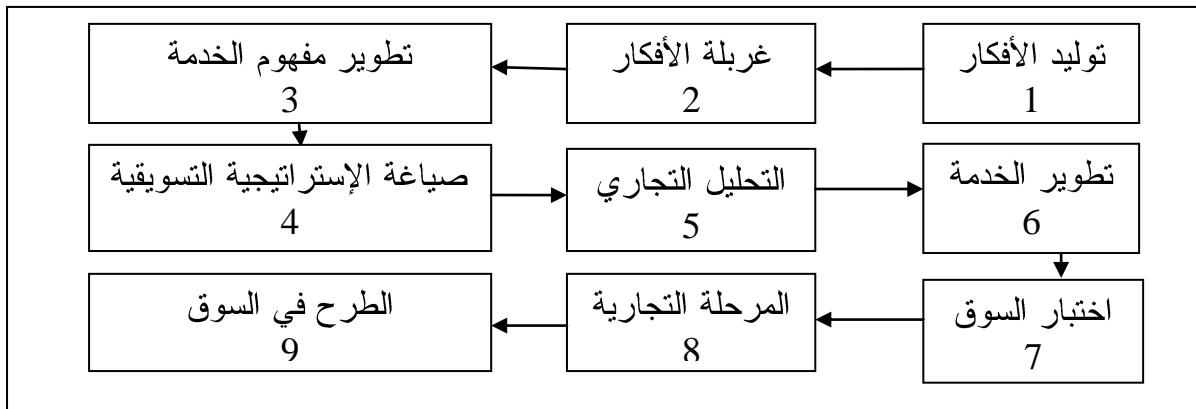 توليد الأفكار
1
غربلة الأفكار
2
تطوير مفهوم الخدمة
3
صياغة الإستراتيجية التسويقية
4
التحليل التجاري
5
تطوير الخدمة
6
اختبار السوق
7
المرحلة التجارية
8
الطرح في السوق
9